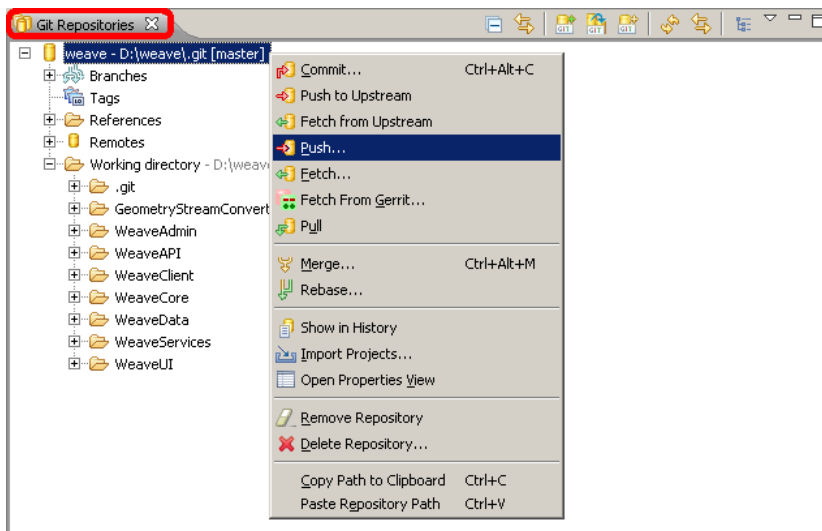 Git Repositories
weave - D:\weave\.git [master]
Branches
Tags
References
Remotes
Working directory - D:\weav
.git
GeometryStreamConvert
WeaveAdmin
WeaveAPI
WeaveClient
WeaveCore
WeaveData
WeaveServices
WeaveUI
Commit... Ctrl+Alt+C
Push to Upstream
Fetch from Upstream
Push...
Fetch...
Fetch From Gerrit...
Pull
Merge... Ctrl+Alt+M
Rebase...
Show in History
Import Projects...
Open Properties View
Remove Repository
Delete Repository...
Copy Path to Clipboard Ctrl+C
Paste Repository Path Ctrl+V